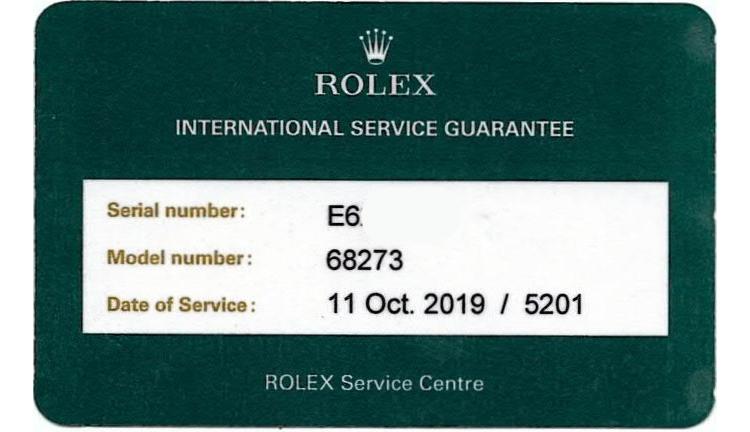 ROLEX
INTERNATIONAL SERVICE GUARANTEE
Serial number: E6
Model number: 68273
Date of Service: 11 Oct. 2019 / 5201
ROLEX Service Centre